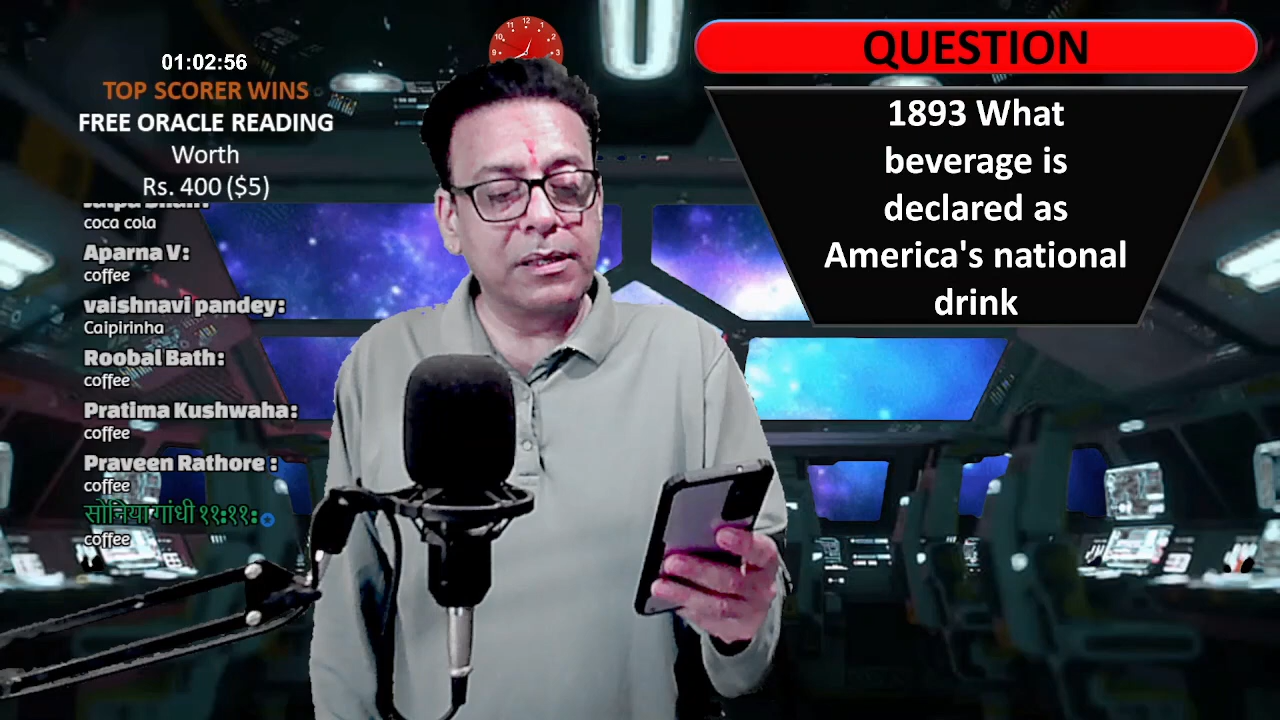 01:02:56
TOP SCORER WINS
FREE ORACLE READING
Worth
Rs. 400 ($5)
coca cola
Aparna V:
coffee
vaishnavi pandey:
Caipirinha
Roobal Bath:
coffee
Pratima Kushwaha:
coffee
Praveen Rathore :
coffee
सोनिया गांधी ११:११:
coffee
QUESTION
1893 What
beverage is
declared as
America's national
drink